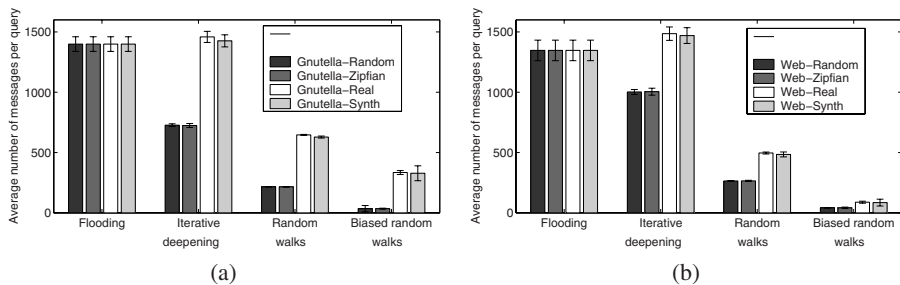 Average number of messages per query
1500
1000
500
0
Gnutella−Random
Gnutella−Zipfian
Gnutella−Real
Gnutella−Synth
Flooding
Iterative
deepening
Random
walks
Biased random
walks
(a)
Average number of messages per query
1500
1000
500
0
Web−Random
Web−Zipfian
Web−Real
Web−Synth
Flooding
Iterative
deepening
Random
walks
Biased random
walks
(b)